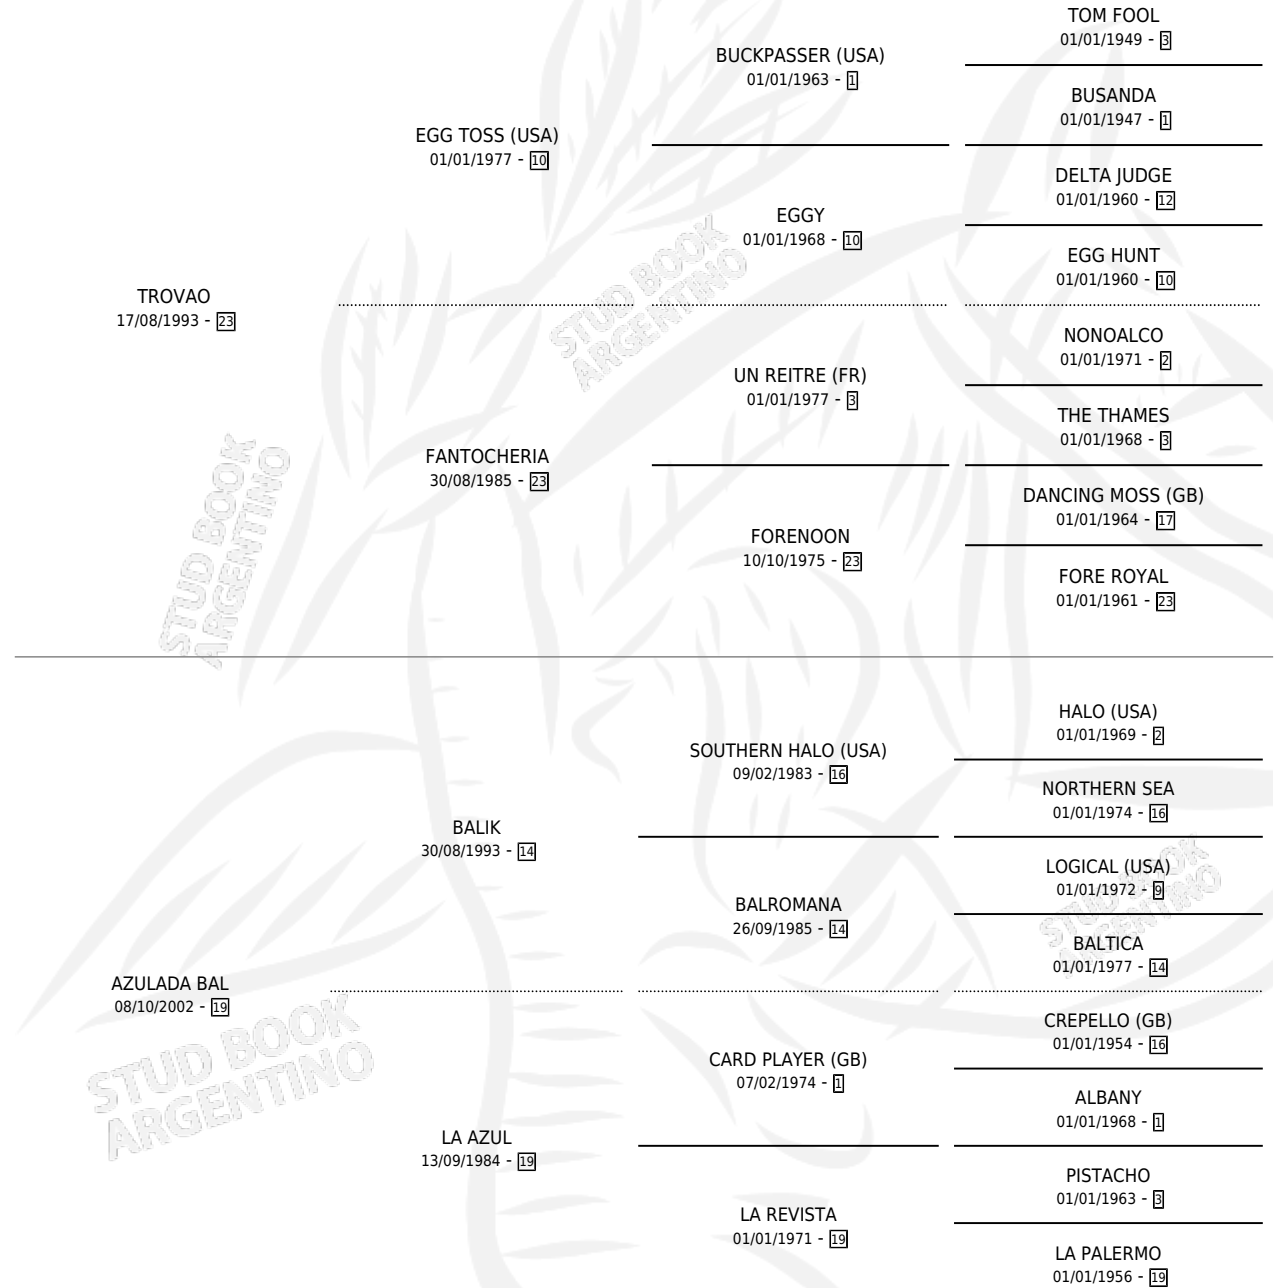 TOM FOOL
01/01/1949 - 3
BUCKPASSER (USA)
01/01/1963 - 1
BUSANDA
01/01/1947 - 1
EGG TOSS (USA)
01/01/1977 - 10
DELTA JUDGE
01/01/1960 - 12
EGGY
01/01/1968 - 10
EGG HUNT
01/01/1960 - 10
STUD BOOK
ARGENTINO
TROVAO
17/08/1993 - 23
NONOALCO
01/01/1971 - 2
UN REITRE (FR)
01/01/1977 - 3
THE THAMES
01/01/1968 - 3
FANTOCHERIA
30/08/1985 - 23
DANCING MOSS (GB)
01/01/1964 - 17
FORENOON
10/10/1975 - 23
FORE ROYAL
01/01/1961 - 23
STUD BOOK
ARGENTINO
HALO (USA)
01/01/1969 - 2
SOUTHERN HALO (USA)
09/02/1983 - 16
NORTHERN SEA
01/01/1974 - 16
BALIK
30/08/1993 - 14
LOGICAL (USA)
01/01/1972 - 9
BALROMANA
26/09/1985 - 14
BALTICA
01/01/1977 - 14
STUD BOOK
ARGENTINO
AZULADA BAL
08/10/2002 - 19
CREPELLO (GB)
01/01/1954 - 16
CARD PLAYER (GB)
07/02/1974 - 1
ALBANY
01/01/1968 - 1
STUD BOOK
ARGENTINO
LA AZUL
13/09/1984 - 19
PISTACHO
01/01/1963 - 3
LA REVISTA
01/01/1971 - 19
LA PALERMO
01/01/1956 - 19